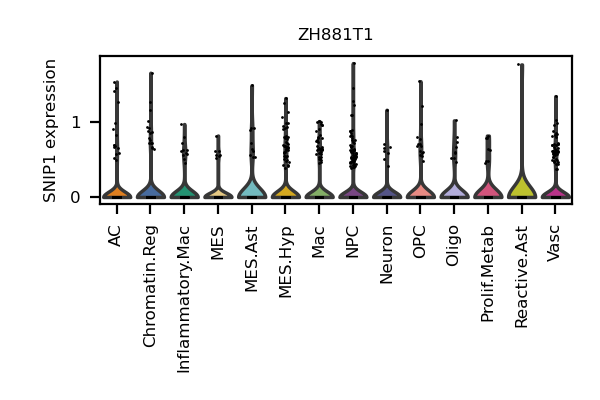 ZH881T1
SNIP1 expression
1
0
AC
Chromatin.Reg
Inflammatory.Mac
MES
MES.Ast
MES.Hyp
Mac
NPC
Neuron
OPC
Oligo
Prolif.Metab
Reactive.Ast
Vasc